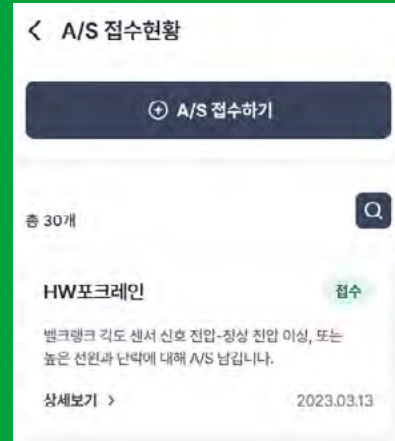 A/S 접수현황
A/S 접수하기
총 30개
HW포크레인
접수
벨크랭크 각도 센서 신호 전압-정상 전압 이상, 또는
높은 선원과 단락에 대해 A/S 남깁니다.
상세보기 >
2023.03.13